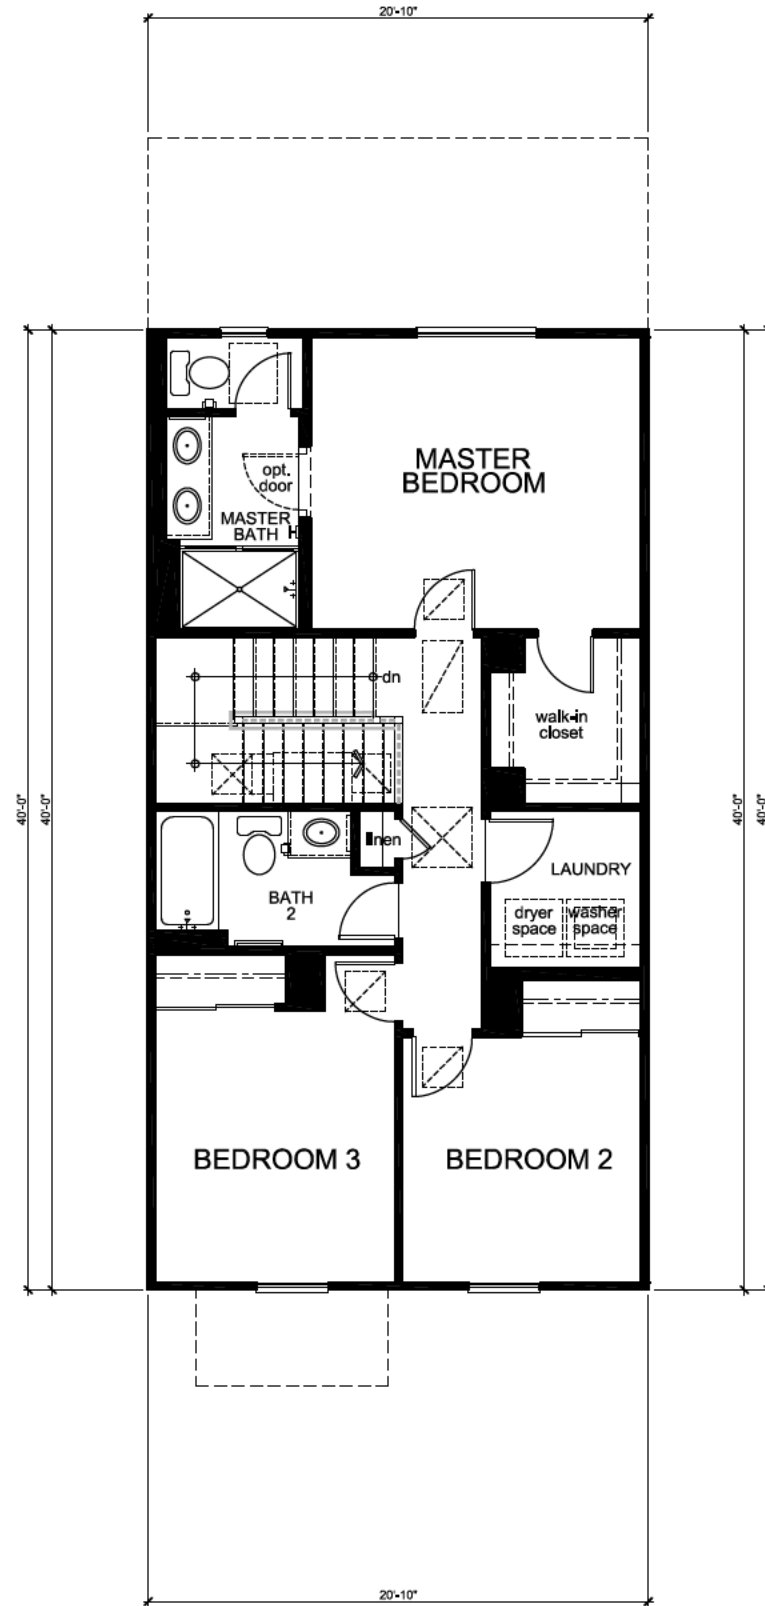 20'-10"
MASTER
BEDROOM
opt.
door
MASTER
BATH
dn
walk-in
closet
40'-0"
40'-0"
40'-0"
40'-0"
linen
LAUNDRY
BATH
2
dryer
space
washer
space
BEDROOM 3
BEDROOM 2
20'-10"